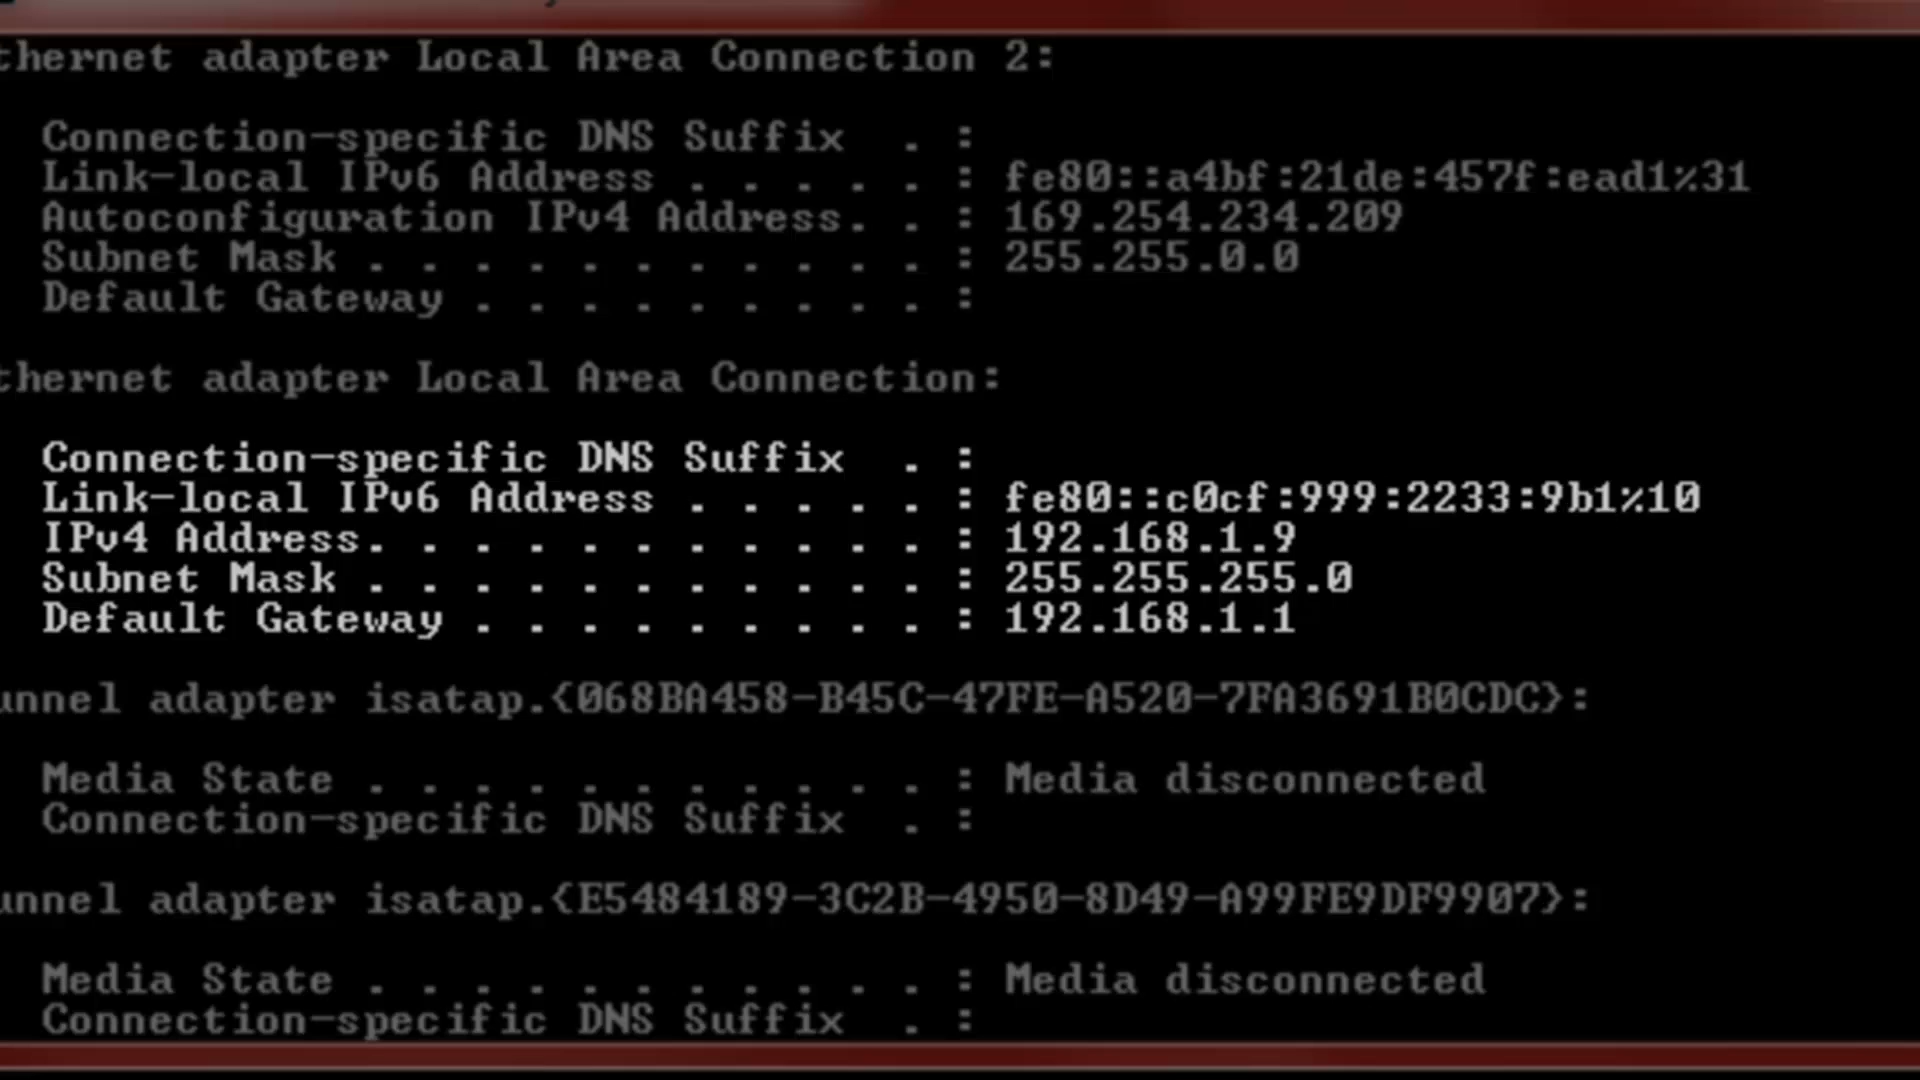 thernet adapter Local Area Connection 2:
Connection-specific DNS Suffix . :
Link-local IPv6 Address . . . . . : fe80::a4bf:21de:457f:ead1%31
Autoconfiguration IPv4 Address. . : 169.254.234.209
Subnet Mask . . . . . . . . . . . : 255.255.0.0
Default Gateway . . . . . . . . . :
thernet adapter Local Area Connection:
Connection-specific DNS Suffix . :
Link-local IPv6 Address . . . . . : fe80::c0cf:999:2233:9b1%10
IPv4 Address. . . . . . . . . . . : 192.168.1.9
Subnet Mask . . . . . . . . . . . : 255.255.255.0
Default Gateway . . . . . . . . . : 192.168.1.1
unnel adapter isatap.{068BA458-B45C-47FE-A520-7FA3691B0CDC}:
Media State . . . . . . . . . . . : Media disconnected
Connection-specific DNS Suffix . :
unnel adapter isatap.{E5484189-3C2B-4950-8D49-A99FE9DF9907}:
Media State . . . . . . . . . . . : Media disconnected
Connection-specific DNS Suffix . :